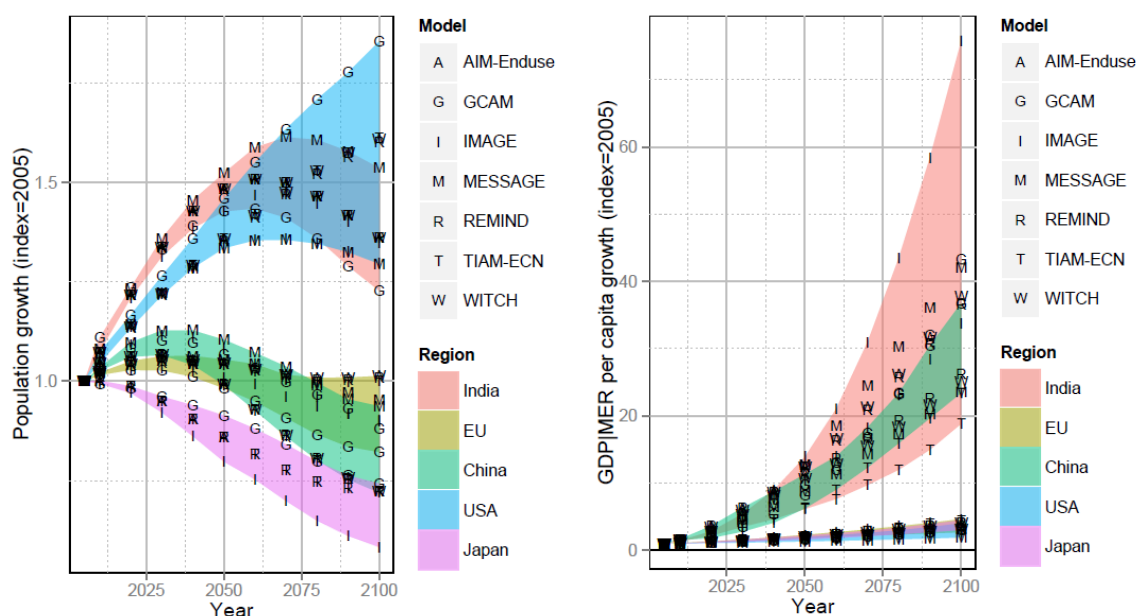 Population growth (index=2005)
1.5
1.0
2025
2050
2075
2100
Year
Model
A AIM-Enduse
G GCAM
I IMAGE
M MESSAGE
R REMIND
T TIAM-ECN
W WITCH
Region
India
EU
China
USA
Japan
GDPIMER per capita growth (index=2005)
60
40
20
0
2025
2050
2075
2100
Year
Model
A AIM-Enduse
G GCAM
I IMAGE
M MESSAGE
R REMIND
T TIAM-ECN
W WITCH
Region
India
EU
China
USA
Japan